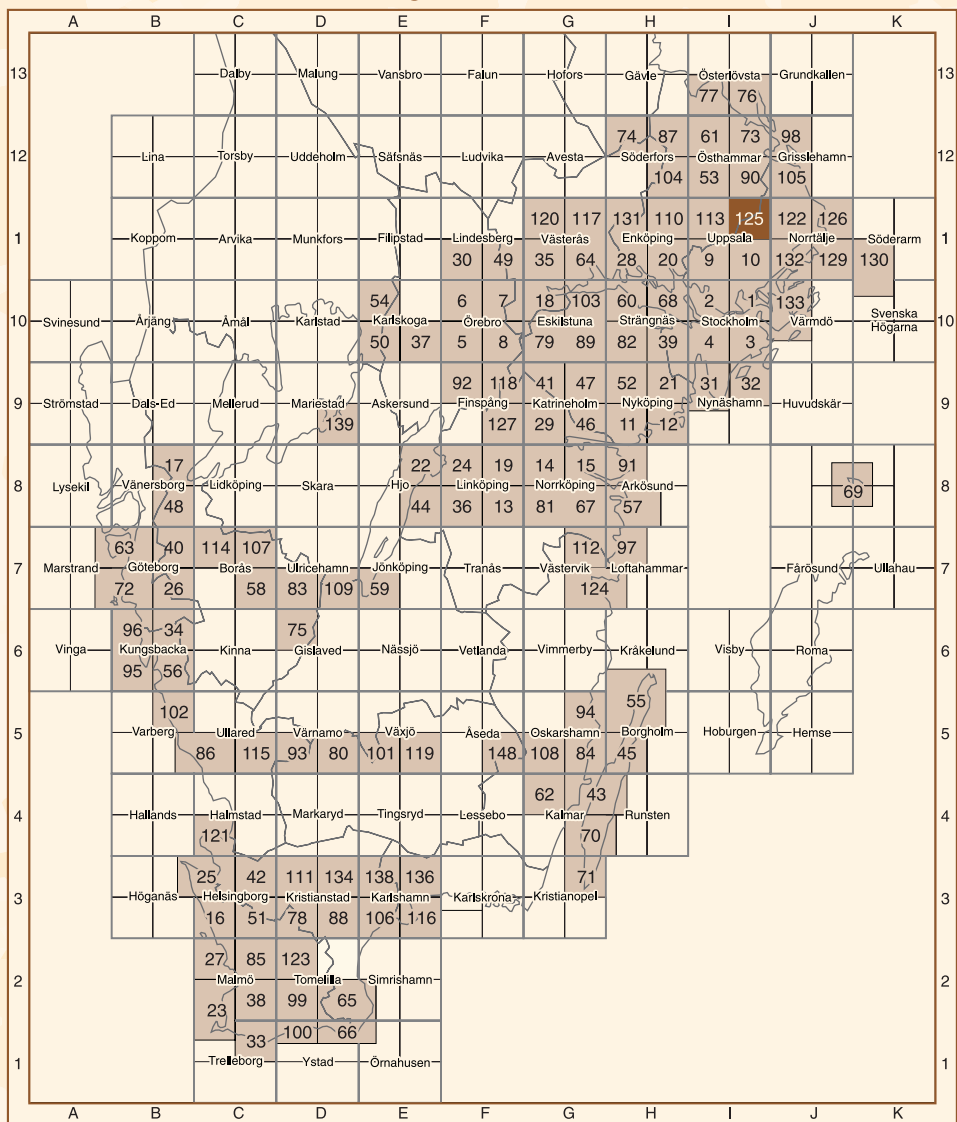 A B C D E F G H I J K
13 Dalby Malung Vansbro Falun Hofors Gävle Österlövsta Grundkallen 13
77 76
74 87 61 73 98
12 Lina Torsby Uddeholm Säfsnäs Ludvika Avesta Söderfors Östhammar Grisslehamn 12
104 53 90 105
120 117 131 110 113 125 122 126
11 Koppom Arvika Munkfors Filipstad Lindesberg Västerås Enköping Uppsala Norrtälje Söderarm 11
30 49 35 64 28 20 9 10 132 129 130
54 6 7 18 103 60 68 2 1 133
10 Svinesund Årjäng Åmål Karlstad Karlskoga Örebro Eskilstuna Strängnäs Stockholm Värmdö Svenska Högarna 10
50 37 5 8 79 89 82 39 4 3
92 118 41 47 52 21 31 32
9 Strömstad Dals-Ed Mellerud Mariestad Askersund Finspång Katrineholm Nyköping Nynäshamn Huvudskär 9
139 127 29 46 11 12
17 22 24 19 14 15 91
8 Lysekil Vänersborg Lidköping Skara Hjo Linköping Norrköping Arkösund 69 8
48 44 36 13 81 67 57
63 40 114 107 112 97
7 Marstrand Göteborg Borås Ulricehamn Jönköping Tranås Västervik Loftahammar Fårösund Ullahau 7
72 26 58 83 109 59 124
96 34 75
6 Vinga Kungsbacka Kinna Gislaved Nässjö Vetlanda Vimmerby Kråkelund Visby Roma 6
95 56
102 94 55
5 Varberg Ullared Värnamo Växjö Åseda Oskarshamn Borgholm Hoburgen Hemse 5
86 115 93 80 101 119 148 108 84 45
62 43
4 Hallands Halmstad Markaryd Tingsryd Lessebo Kalmar Runsten 4
121 70
25 42 111 134 138 136 71
3 Höganäs Helsingborg Kristianstad Karlshamn Karlskrona Kristianopel 3
16 51 78 88 106 116
27 85 123
2 Malmö Tomelilla Simrishamn 2
23 38 99 65
33 100 66
1 Trelleborg Ystad Örnahusen 1
A B C D E F G H I J K